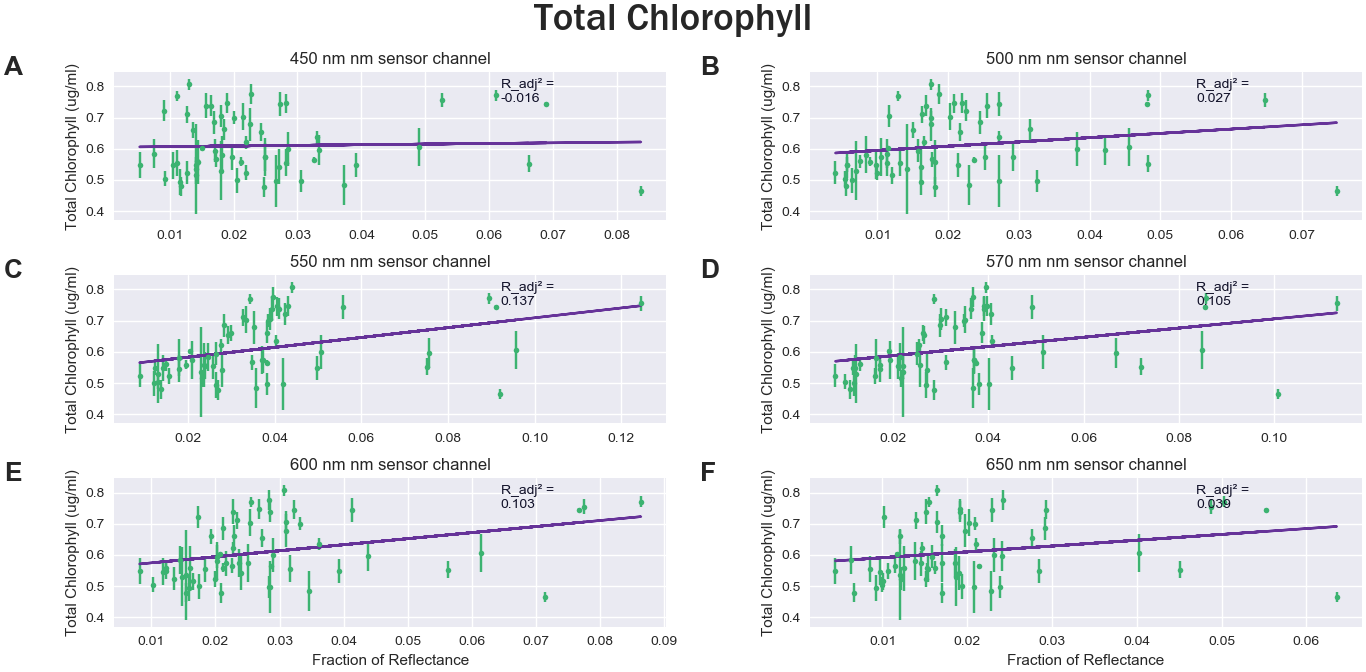 Total Chlorophyll
A
450 nm nm sensor channel
Total Chlorophyll (ug/ml)
0.8
0.7
0.6
0.5
0.4
R_adj² =
-0.016
0.01 0.02 0.03 0.04 0.05 0.06 0.07 0.08
B
500 nm nm sensor channel
Total Chlorophyll (ug/ml)
0.8
0.7
0.6
0.5
0.4
R_adj² =
0.027
0.01 0.02 0.03 0.04 0.05 0.06 0.07
C
550 nm nm sensor channel
Total Chlorophyll (ug/ml)
0.8
0.7
0.6
0.5
0.4
R_adj² =
0.137
0.02 0.04 0.06 0.08 0.10 0.12
D
570 nm nm sensor channel
Total Chlorophyll (ug/ml)
0.8
0.7
0.6
0.5
0.4
R_adj² =
0.105
0.02 0.04 0.06 0.08 0.10
E
600 nm nm sensor channel
Total Chlorophyll (ug/ml)
0.8
0.7
0.6
0.5
0.4
R_adj² =
0.103
0.01 0.02 0.03 0.04 0.05 0.06 0.07 0.08 0.09
Fraction of Reflectance
F
650 nm nm sensor channel
Total Chlorophyll (ug/ml)
0.8
0.7
0.6
0.5
0.4
R_adj² =
0.039
0.01 0.02 0.03 0.04 0.05 0.06
Fraction of Reflectance